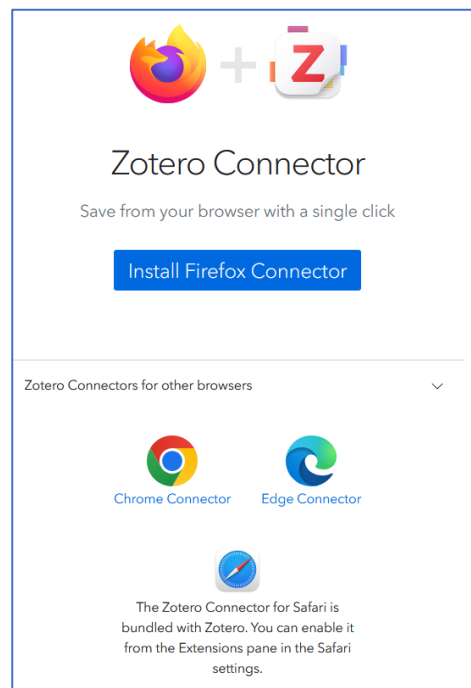 Z
Zotero Connector
Save from your browser with a single click
Install Firefox Connector
Zotero Connectors for other browsers
Chrome Connector
Edge Connector
The Zotero Connector for Safari is
bundled with Zotero. You can enable it
from the Extensions pane in the Safari
settings.